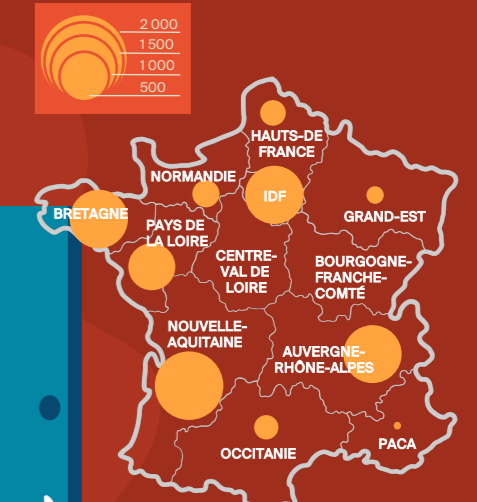 2 000
1 500
1 000
500
HAUTS-DE
FRANCE
NORMANDIE
IDF
BRETAGNE
GRAND-EST
PAYS DE
LA LOIRE
CENTRE-
VAL DE
LOIRE
BOURGOGNE-
FRANCHE-
COMTÉ
NOUVELLE-
AQUITAINE
AUVERGNE-
RHÔNE-ALPES
OCCITANIE
PACA